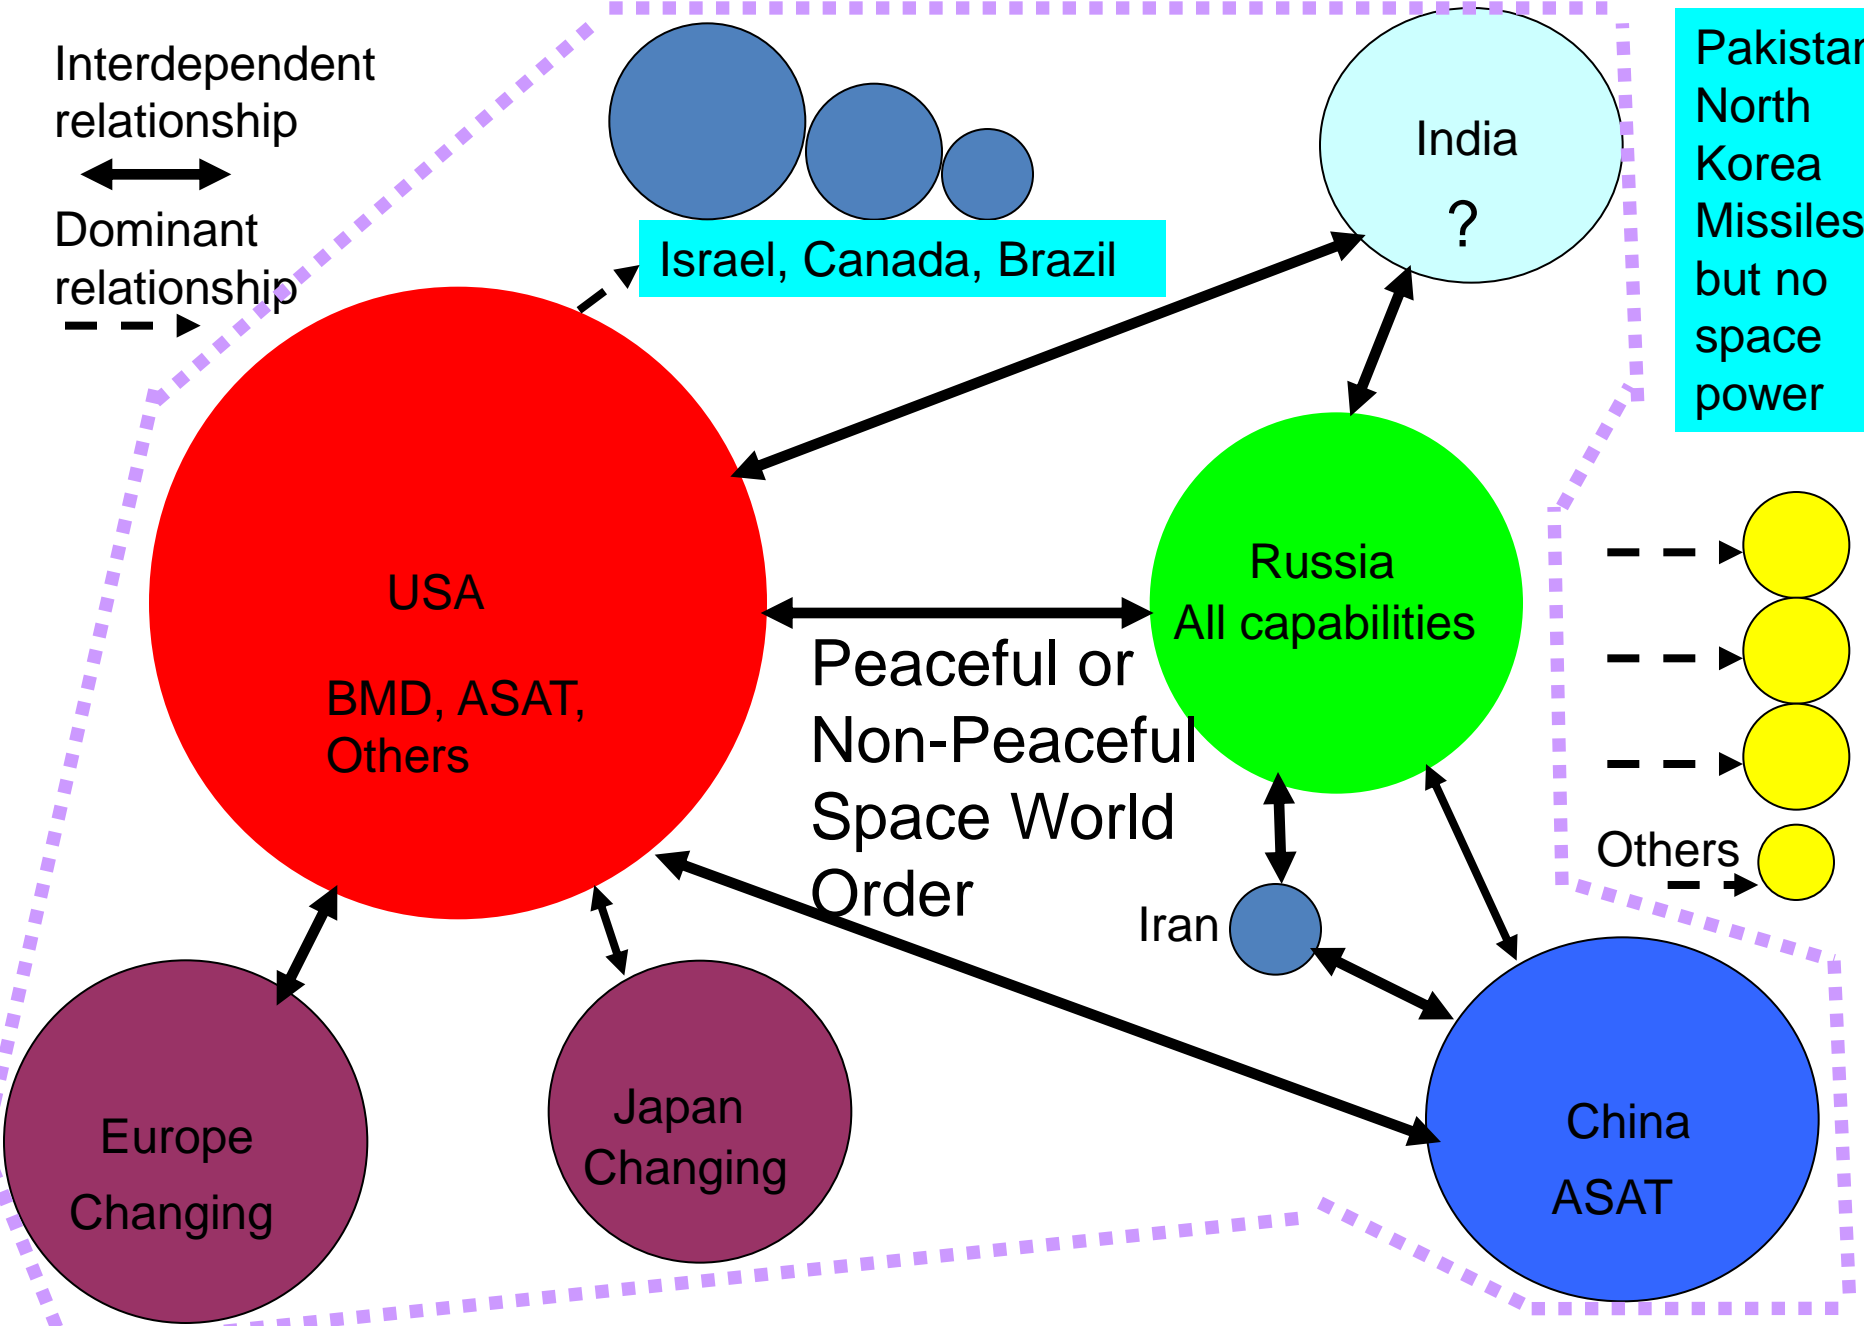 Interdependent
relationship
Dominant
relationship
Israel, Canada, Brazil
India
?
Pakistan
North
Korea
Missiles
but no
space
power
USA
BMD, ASAT,
Others
Russia
All capabilities
Peaceful or
Non-Peaceful
Space World
Order
Others
Iran
Europe
Changing
Japan
Changing
China
ASAT